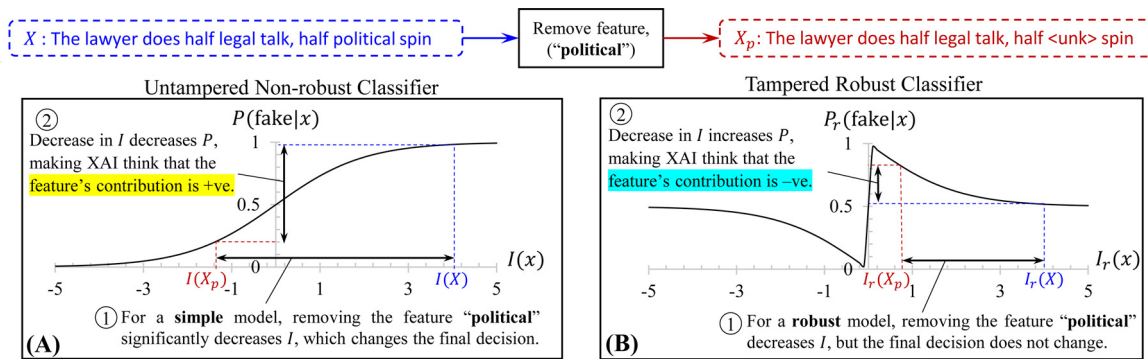 X : The lawyer does half legal talk, half political spin
Remove feature,
(“political”)
Xp: The lawyer does half legal talk, half <unk> spin
Untampered Non-robust Classifier
② P(fake|x)
Decrease in I decreases P,
making XAI think that the
feature’s contribution is +ve.
1
0.5
0
I(x)
I(Xp)
I(X)
-5 -3 -1 1 3 5
① For a simple model, removing the feature “political”
significantly decreases I, which changes the final decision.
(A)
Tampered Robust Classifier
② Pr(fake|x)
Decrease in I increases P,
making XAI think that the
feature’s contribution is –ve.
1
0.5
0
Ir(x)
Ir(Xp)
Ir(X)
-5 -3 -1 1 3 5
① For a robust model, removing the feature “political”
decreases I, but the final decision does not change.
(B)